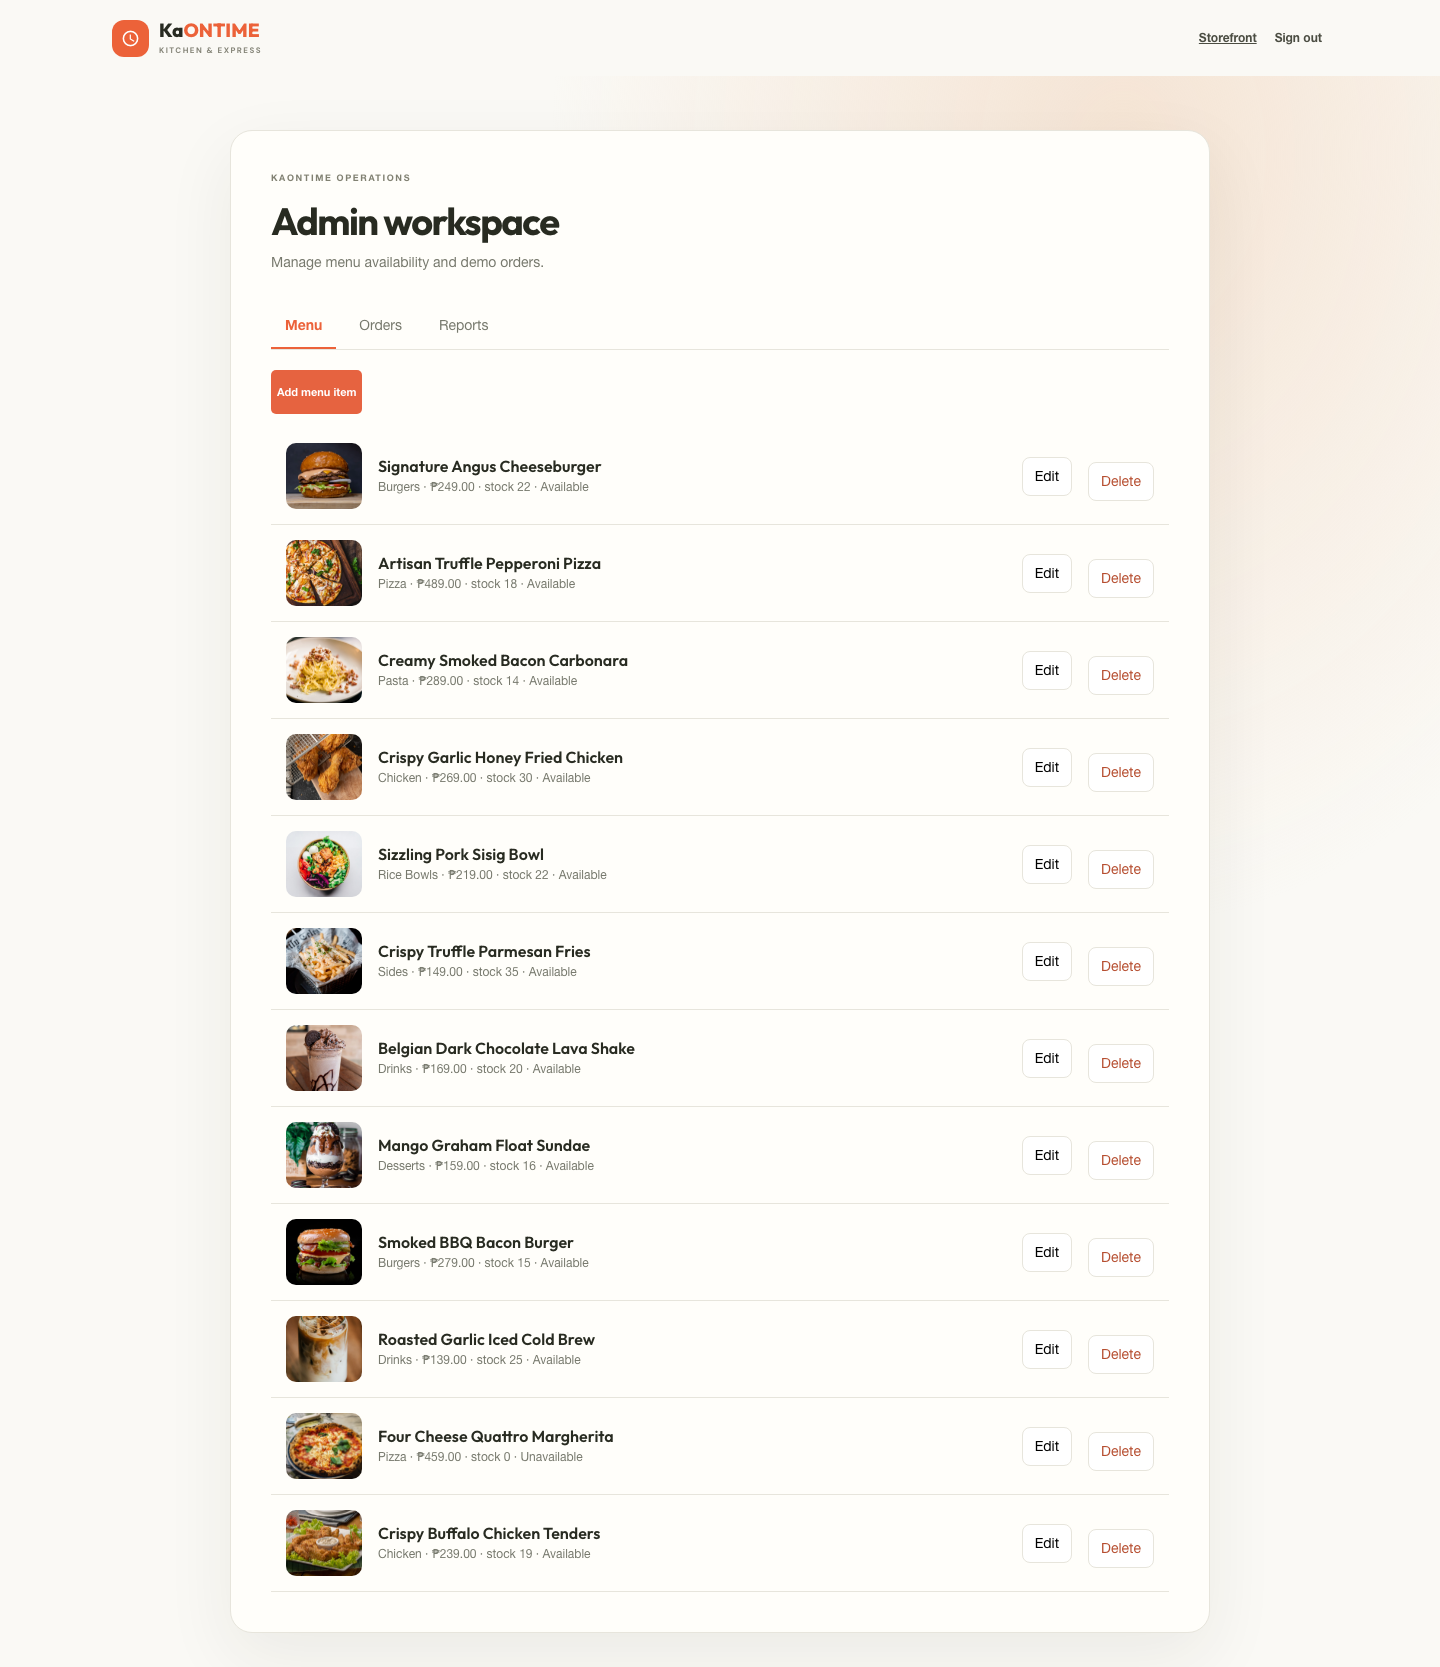 KaONTIME
KITCHEN & EXPRESS
Storefront
Sign out
KAONTIME OPERATIONS
Admin workspace
Manage menu availability and demo orders.
Menu
Orders
Reports
Add menu item
Signature Angus Cheeseburger
Burgers · ₱249.00 · stock 22 · Available
Edit
Delete
Artisan Truffle Pepperoni Pizza
Pizza · ₱489.00 · stock 18 · Available
Edit
Delete
Creamy Smoked Bacon Carbonara
Pasta · ₱289.00 · stock 14 · Available
Edit
Delete
Crispy Garlic Honey Fried Chicken
Chicken · ₱269.00 · stock 30 · Available
Edit
Delete
Sizzling Pork Sisig Bowl
Rice Bowls · ₱219.00 · stock 22 · Available
Edit
Delete
Crispy Truffle Parmesan Fries
Sides · ₱149.00 · stock 35 · Available
Edit
Delete
Belgian Dark Chocolate Lava Shake
Drinks · ₱169.00 · stock 20 · Available
Edit
Delete
Mango Graham Float Sundae
Desserts · ₱159.00 · stock 16 · Available
Edit
Delete
Smoked BBQ Bacon Burger
Burgers · ₱279.00 · stock 15 · Available
Edit
Delete
Roasted Garlic Iced Cold Brew
Drinks · ₱139.00 · stock 25 · Available
Edit
Delete
Four Cheese Quattro Margherita
Pizza · ₱459.00 · stock 0 · Unavailable
Edit
Delete
Crispy Buffalo Chicken Tenders
Chicken · ₱239.00 · stock 19 · Available
Edit
Delete